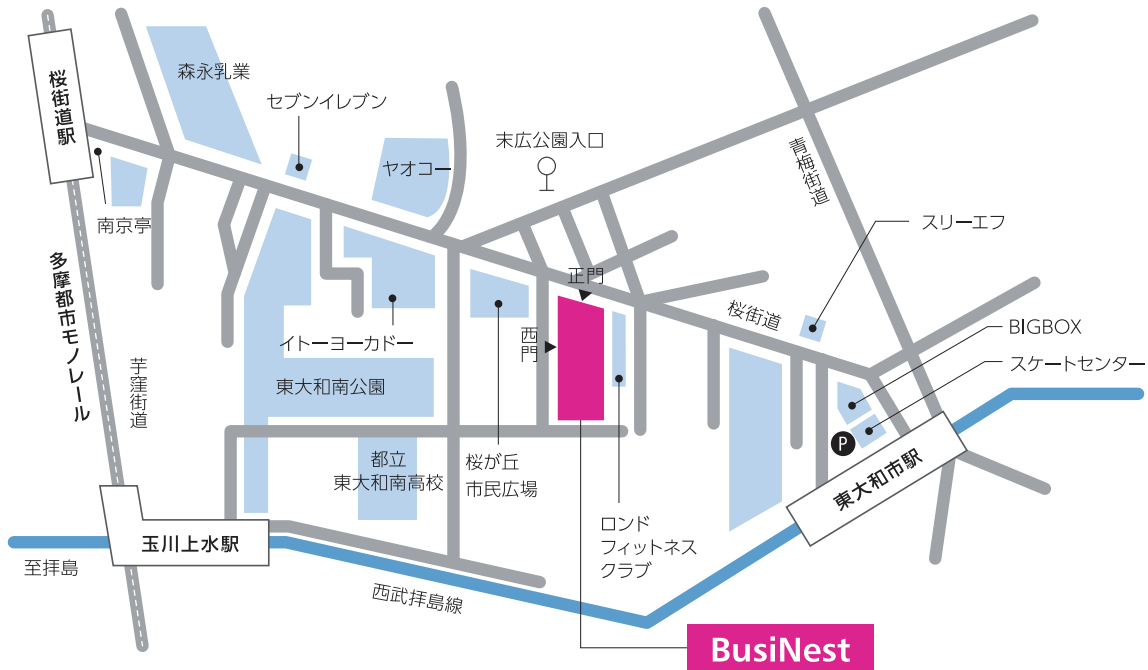 森永乳業
桜街道駅
セブンイレブン
末広公園入口
青梅街道
ヤオコー
南京亭
スリーエフ
多摩都市モノレール
正門
桜街道
西門
BIGBOX
イトーヨーカドー
スケートセンター
芋窪街道
東大和南公園
P
東大和市駅
都立
東大和南高校
桜が丘
市民広場
ロンド
フィットネス
クラブ
玉川上水駅
至拝島
西武拝島線
BusiNest